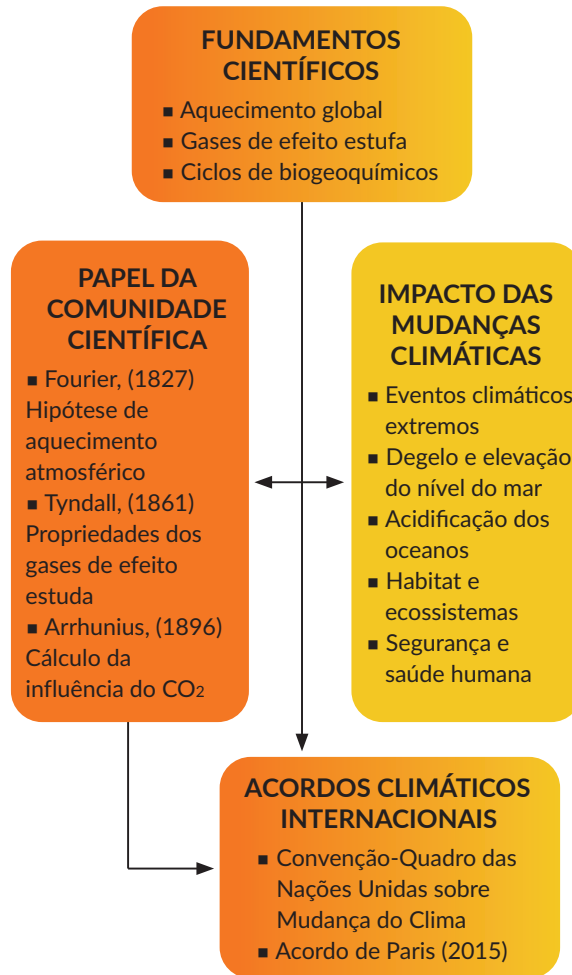 FUNDAMENTOS
CIENTÍFICOS
▪ Aquecimento global
▪ Gases de efeito estufa
▪ Ciclos de biogeoquímicos
PAPEL DA
COMUNIDADE
CIENTÍFICA
▪ Fourier, (1827)
Hipótese de
aquecimento
atmosférico
▪ Tyndall, (1861)
Propriedades dos
gases de efeito
estuda
▪ Arrhunius, (1896)
Cálculo da
influência do CO2
IMPACTO DAS
MUDANÇAS
CLIMÁTICAS
▪ Eventos climáticos
extremos
▪ Degelo e elevação
do nível do mar
▪ Acidificação dos
oceanos
▪ Habitat e
ecossistemas
▪ Segurança e
saúde humana
ACORDOS CLIMÁTICOS
INTERNACIONAIS
▪ Convenção-Quadro das
Nações Unidas sobre
Mudança do Clima
▪ Acordo de Paris (2015)